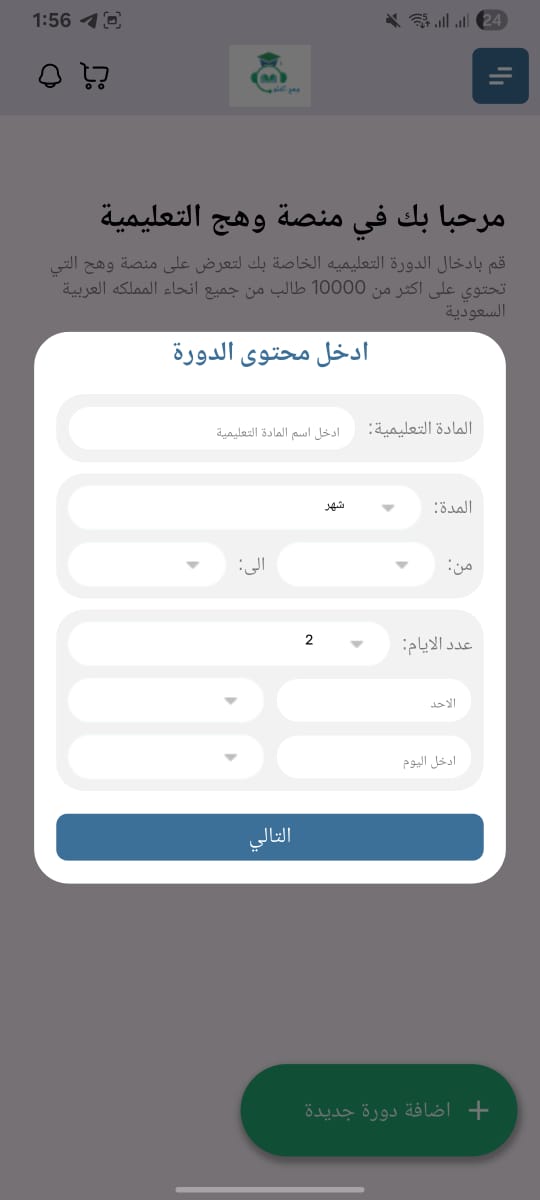 1:56
24
مرحبا بك في منصة وهج التعليمية
قم بادخال الدورة التعليميه الخاصة بك لتعرض على منصة وهج التي
تحتوي على اكثر من 10000 طالب من جميع انحاء المملكه العربية
السعودية
ادخل محتوى الدورة
المادة التعليمية: ادخل اسم المادة التعليمية
المدة: شهر
من: الى:
عدد الايام: 2
الاحد
ادخل اليوم
التالي
اضافة دورة جديدة